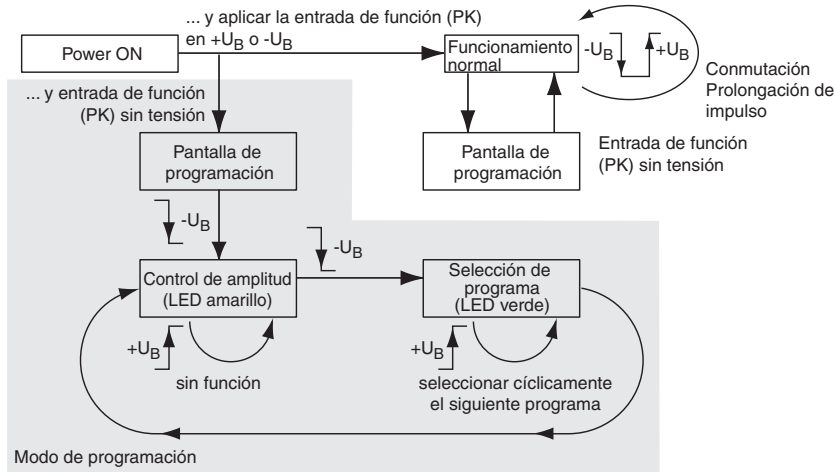 ... y aplicar la entrada de función (PK)
en +UB o -UB
Power ON
Funcionamiento
normal
-UB
+UB
Conmutación
Prolongación de
impulso
... y entrada de función
(PK) sin tensión
Pantalla de
programación
Pantalla de
programación
Entrada de función
(PK) sin tensión
-UB
-UB
Control de amplitud
(LED amarillo)
Selección de
programa
(LED verde)
+UB
sin función
+UB
seleccionar cíclicamente
el siguiente programa
Modo de programación